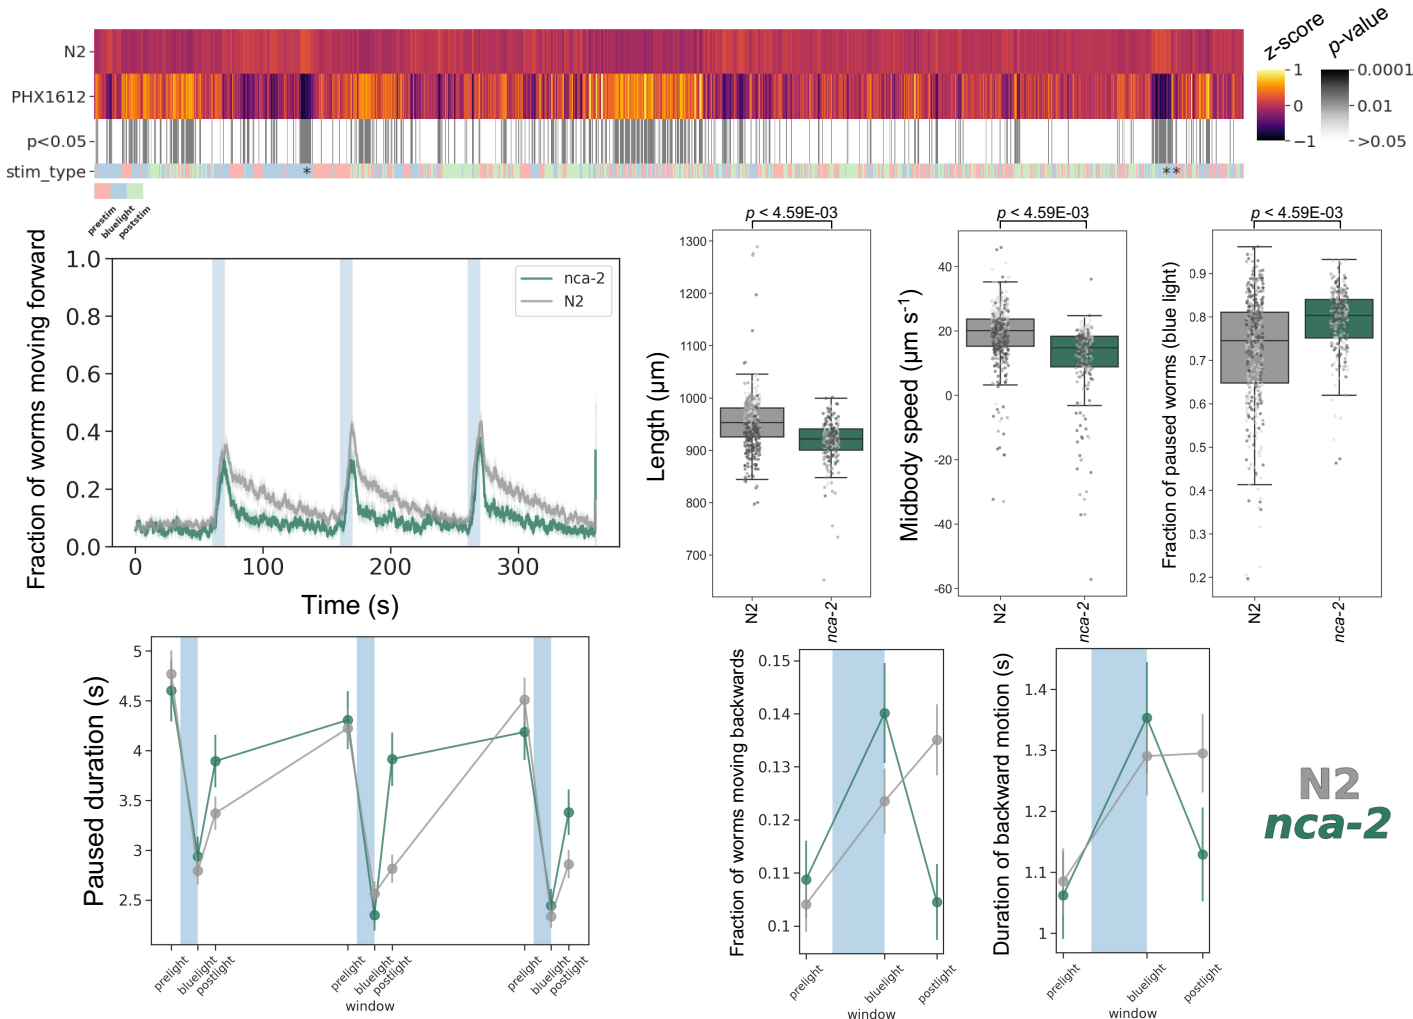 N2
PHX1612
p<0.05
stim_type
*
**
prestim
bluelight
poststim
z-score
1
0
−1
p-value
0.0001
0.01
>0.05
Fraction of worms moving forward
1.0
0.8
0.6
0.4
0.2
0.0
0
100
200
300
Time (s)
nca-2
N2
p < 4.59E-03
Length (µm)
1300
1200
1100
1000
900
800
700
N2
nca-2
p < 4.59E-03
Midbody speed (µm s-1)
40
20
0
-20
-40
-60
N2
nca-2
p < 4.59E-03
Fraction of paused worms (blue light)
0.9
0.8
0.7
0.6
0.5
0.4
0.3
0.2
N2
nca-2
Paused duration (s)
5
4.5
4
3.5
3
2.5
prelight
bluelight
postlight
prelight
bluelight
postlight
prelight
bluelight
postlight
window
Fraction of worms moving backwards
0.15
0.14
0.13
0.12
0.11
0.1
prelight
bluelight
postlight
window
Duration of backward motion (s)
1.4
1.3
1.2
1.1
1
prelight
bluelight
postlight
window
N2
nca-2